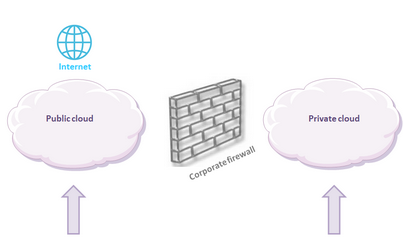 Internet
Public cloud
Private cloud
Corporate firewall